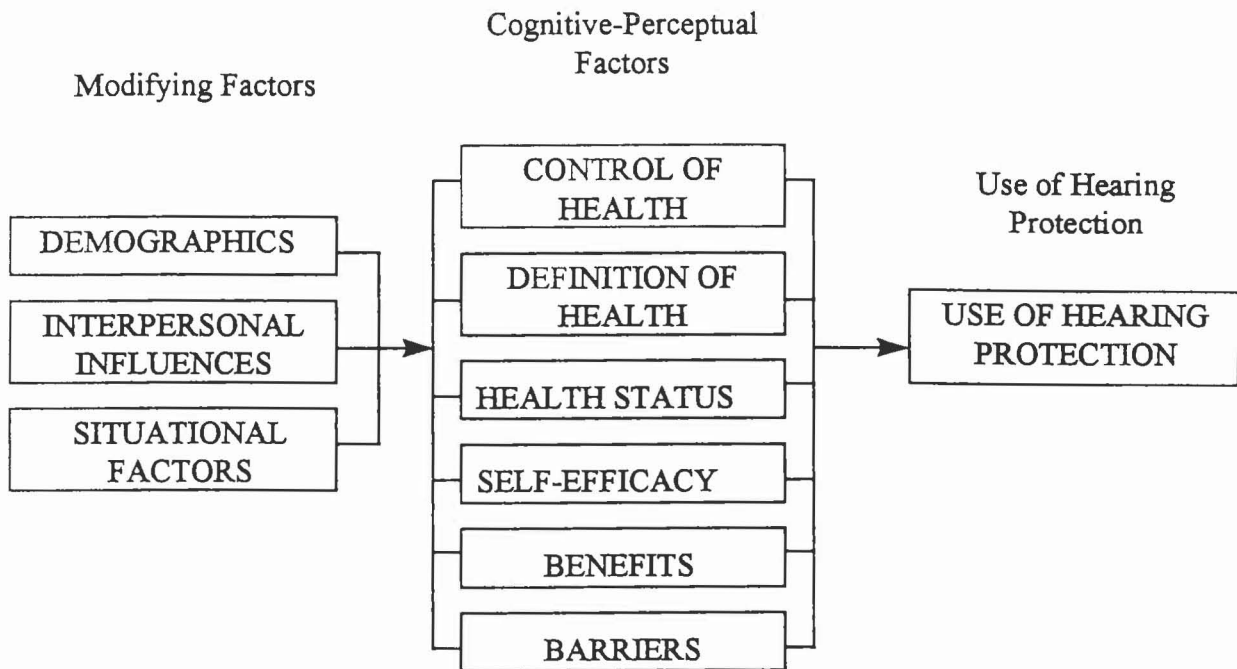 Modifying Factors
DEMOGRAPHICS
INTERPERSONAL
INFLUENCES
SITUATIONAL
FACTORS
Cognitive-Perceptual
Factors
CONTROL OF
HEALTH
DEFINITION OF
HEALTH
HEALTH STATUS
SELF-EFFICACY
BENEFITS
BARRIERS
Use of Hearing
Protection
USE OF HEARING
PROTECTION